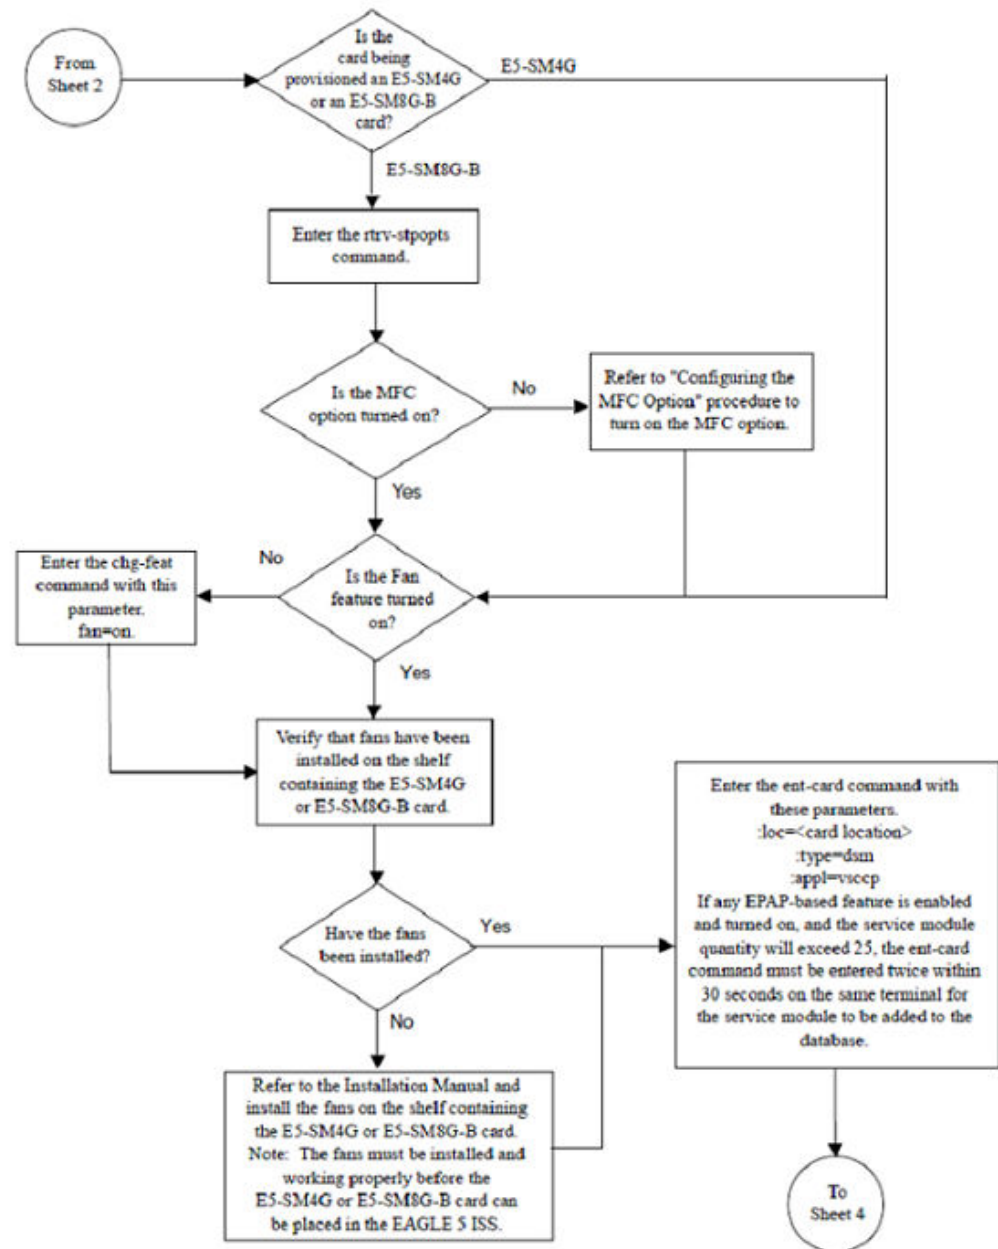 From
Sheet 2
Is the
card being
provisioned an E5-SM4G
or an E5-SM8G-B
card?
E5-SM4G
E5-SM8G-B
Enter the rtrv-stpopts
command.
Is the MFC
option turned on?
No
Refer to "Configuring the
MFC Option" procedure to
turn on the MFC option.
Yes
Is the Fan
feature turned
on?
No
Enter the chg-feat
command with this
parameter.
fan=on.
Yes
Verify that fans have been
installed on the shelf
containing the E5-SM4G
or E5-SM8G-B card.
Have the fans
been installed?
Yes
No
Refer to the Installation Manual and
install the fans on the shelf containing
the E5-SM4G or E5-SM8G-B card.
Note: The fans must be installed and
working properly before the
E5-SM4G or E5-SM8G-B card can
be placed in the EAGLE 5 ISS.
Enter the ent-card command with
these parameters.
:loc=<card location>
:type=dsm
:appl=vsccp
If any EPAP-based feature is enabled
and turned on, and the service module
quantity will exceed 25, the ent-card
command must be entered twice within
30 seconds on the same terminal for
the service module to be added to the
database.
To
Sheet 4